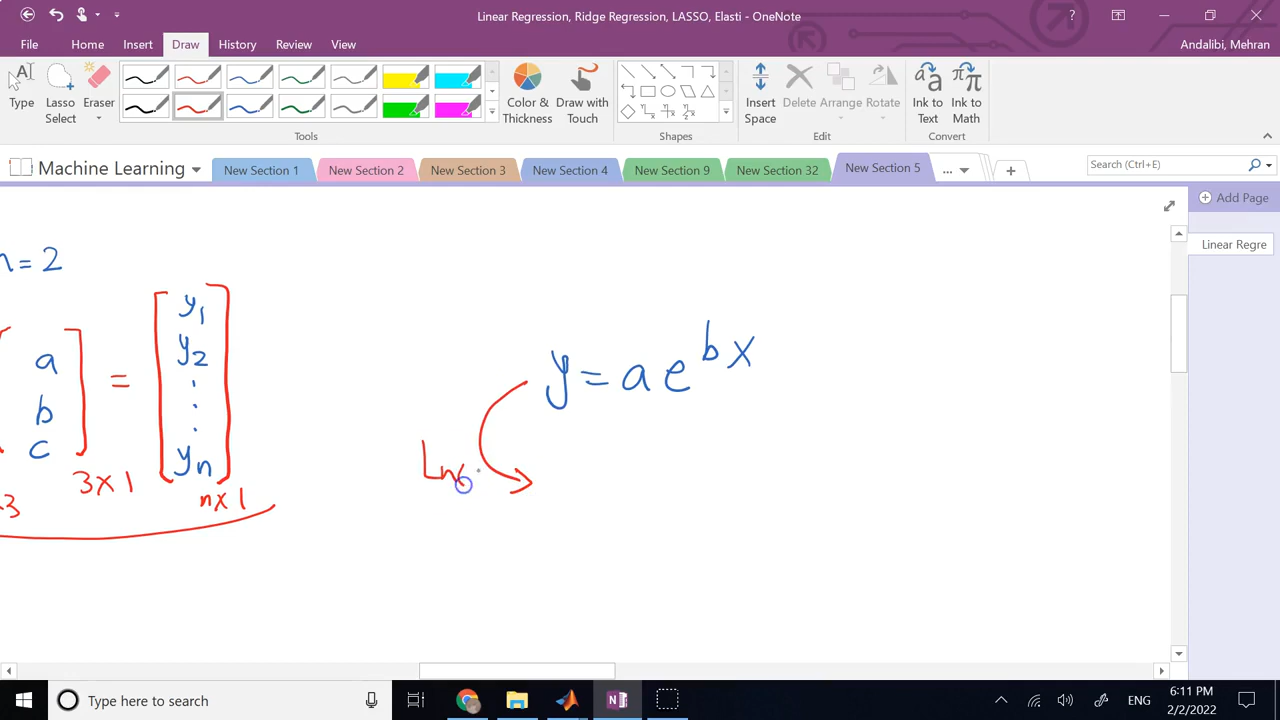 Linear Regression, Ridge Regression, LASSO, Elasti - OneNote
?
Andalibi, Mehran
File Home Insert Draw History Review View
Type
Lasso Select
Eraser
Color & Thickness
Draw with Touch
Insert Space
Delete
Arrange
Rotate
Ink to Text
Ink to Math
Tools
Shapes
Edit
Convert
Machine Learning
New Section 1 New Section 2 New Section 3 New Section 4 New Section 9 New Section 32 New Section 5 ...
Search (Ctrl+E)
Add Page
Linear Regre
= 2
a
b
c
3x1
=
y1
y2
⋮
yn
nx1
y = a e^{bx}
Ln(
Type here to search
ENG
6:11 PM
2/2/2022